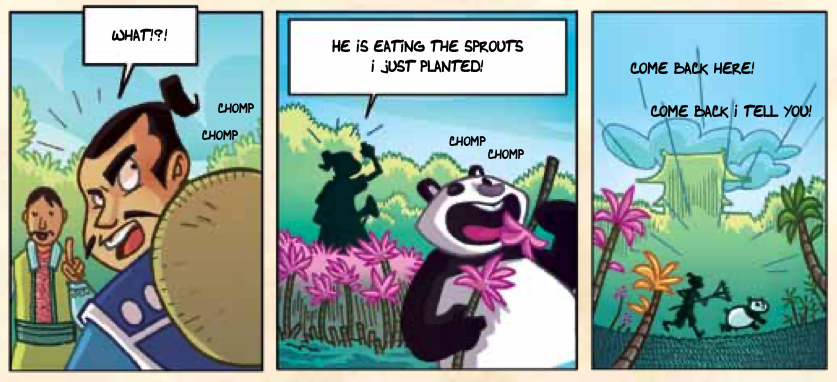 WHAT!?!
CHOMP
CHOMP
HE iS EATING THE SPROUTS
i JUST PLANTED!
CHOMP
CHOMP
COME BACK HERE!
COME BACK i TELL YOU!